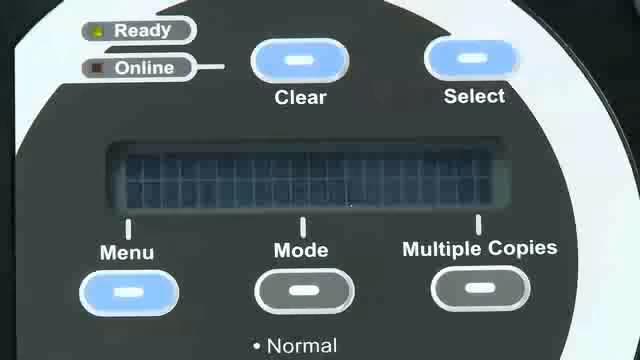 Ready
Online
Clear
Select
Menu
Mode
Multiple Copies
• Normal